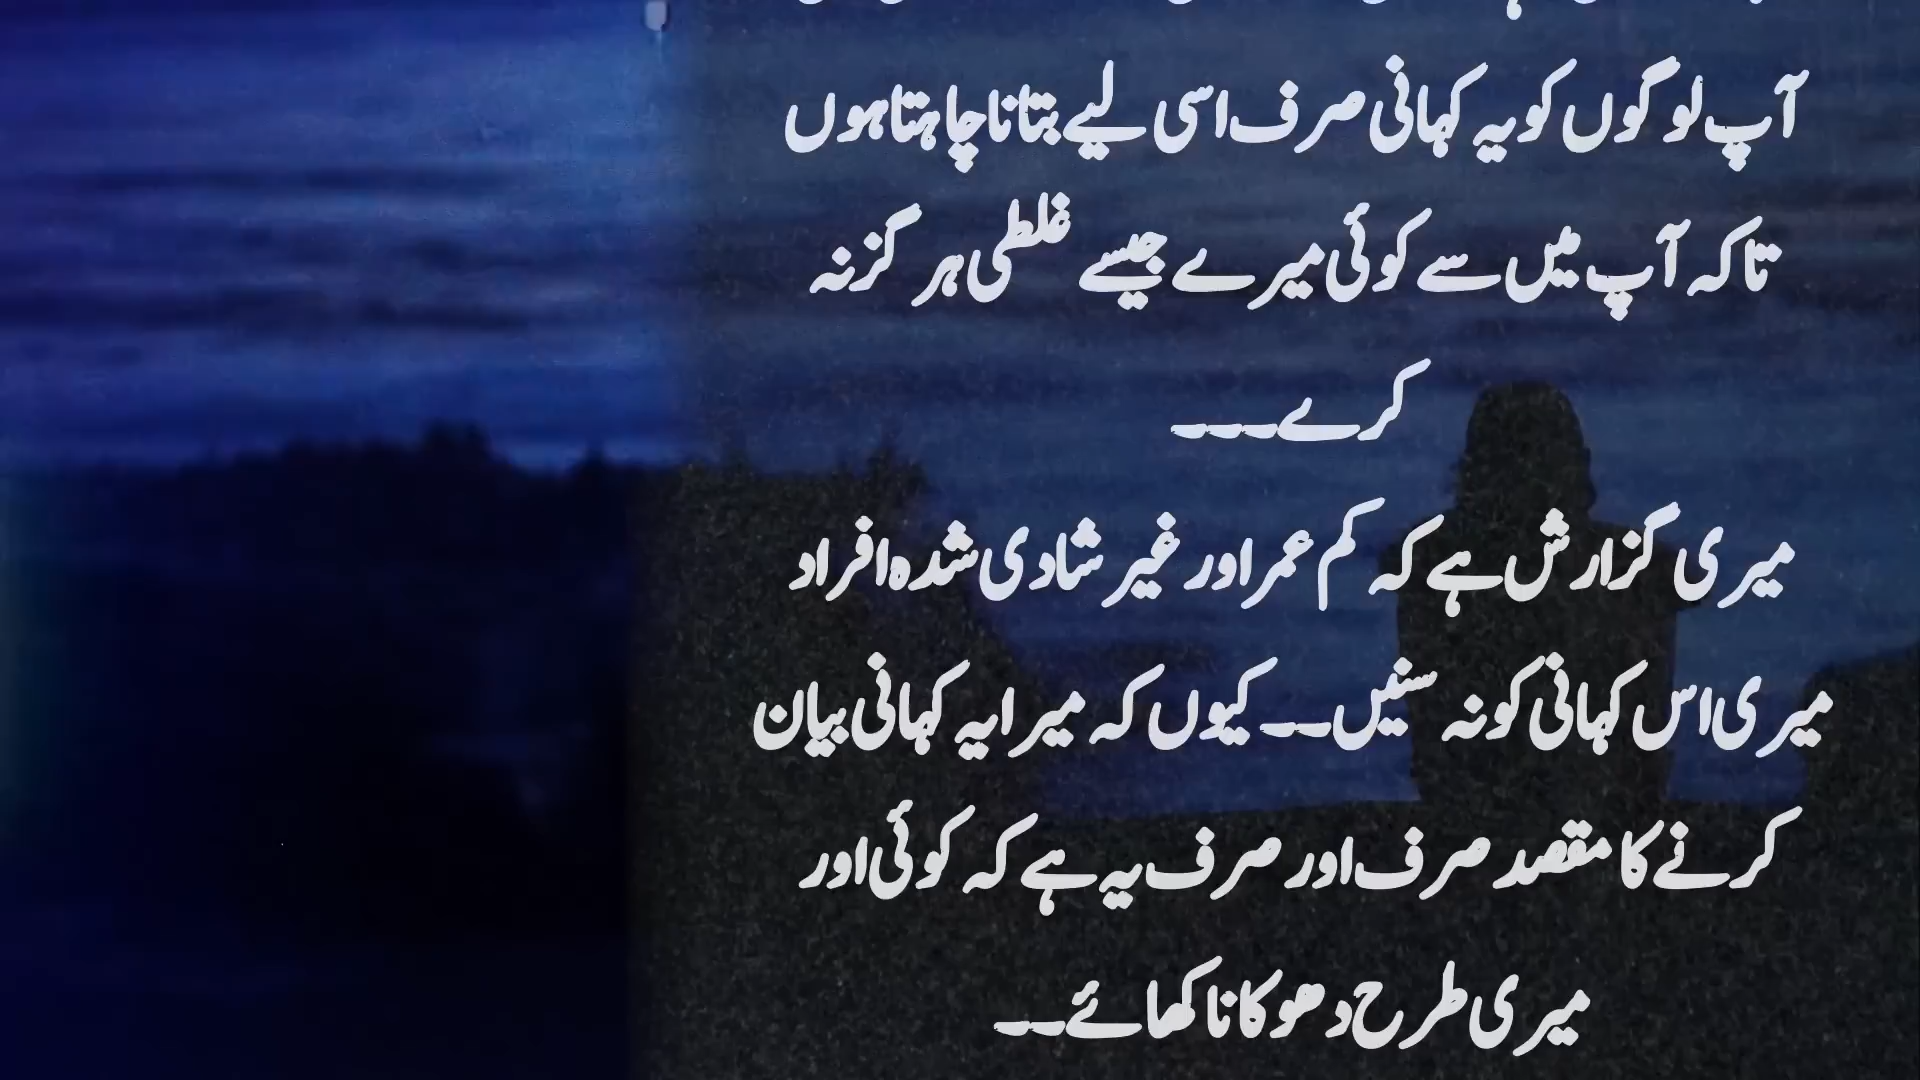 آپ لوگوں کو یہ کہانی صرف اسی لیے بتانا چاہتا ہوں
تاکہ آپ میں سے کوئی میرے جیسے غلطی ہر گز نہ
کرے۔۔۔
میری گزارش ہے کہ کم عمر اور غیر شادی شدہ افراد
میری اس کہانی کو نہ سنیں۔۔ کیوں کہ میرا یہ کہانی بیان
کرنے کا مقصد صرف اور صرف یہ ہے کہ کوئی اور
میری طرح دھوکا نا کھائے۔۔